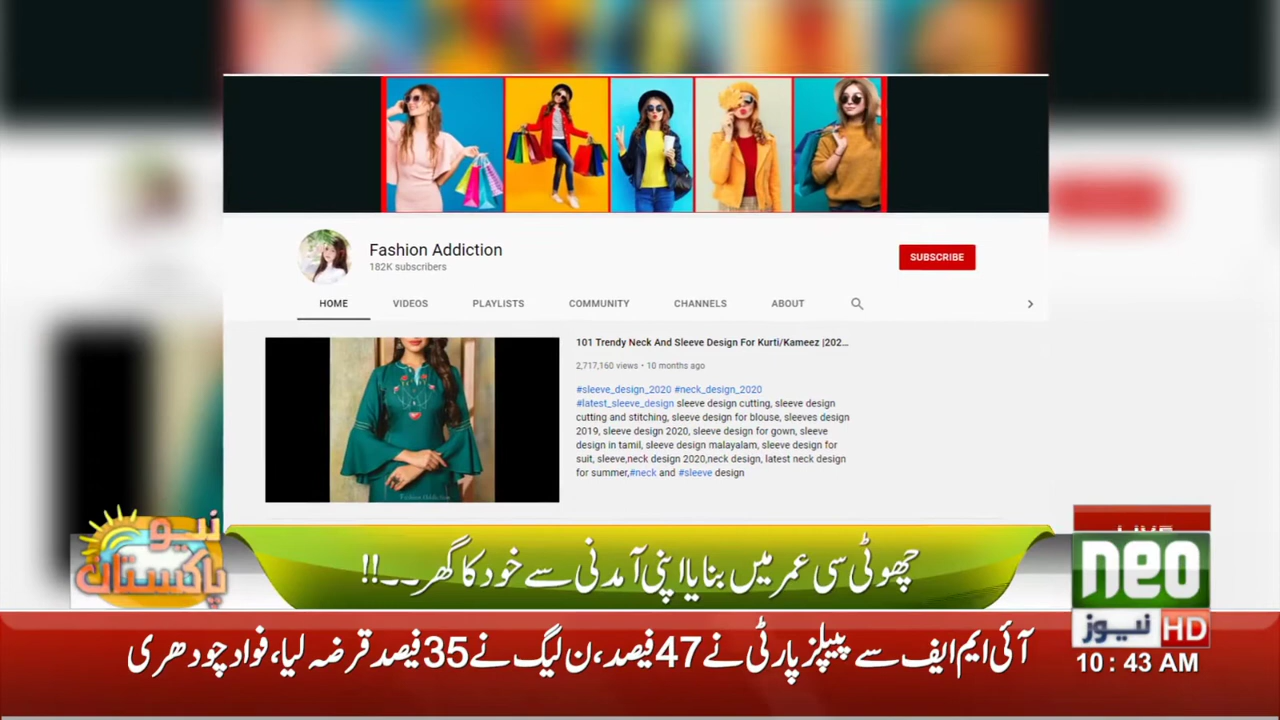 Fashion Addiction
182K subscribers
SUBSCRIBE
HOME VIDEOS PLAYLISTS COMMUNITY CHANNELS ABOUT
101 Trendy Neck And Sleeve Design For Kurti/Kameez |202...
2,717,160 views • 10 months ago
#sleeve_design_2020 #neck_design_2020
#latest_sleeve_design sleeve design cutting, sleeve design
cutting and stitching, sleeve design for blouse, sleeves design
2019, sleeve design 2020, sleeve design for gown, sleeve
design in tamil, sleeve design malayalam, sleeve design for
suit, sleeve,neck design 2020,neck design, latest neck design
for summer,#neck and #sleeve design
Fashion Addiction
نیو
پاکستان
چھوٹی سی عمر میں بنایا اپنی آمدنی سے خود کا گھر۔۔!!
LIVE
neo
نیوز HD
آئی ایم ایف سے پیپلز پارٹی نے 47 فیصد، ن لیگ نے 35 فیصد قرضہ لیا، فواد چودھری
10:43 AM